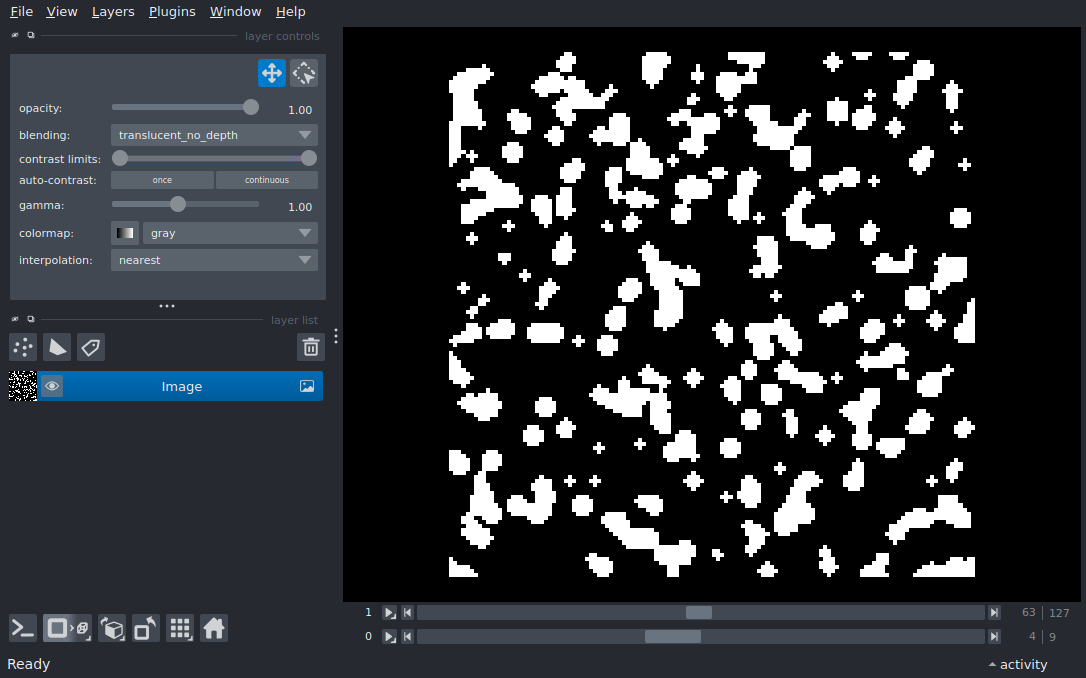 File View Layers Plugins Window Help
layer controls
opacity: 1.00
blending: translucent_no_depth
contrast limits:
auto-contrast: once continuous
gamma: 1.00
colormap: gray
interpolation: nearest
layer list
Image
1 63 127
0 4 9
Ready activity